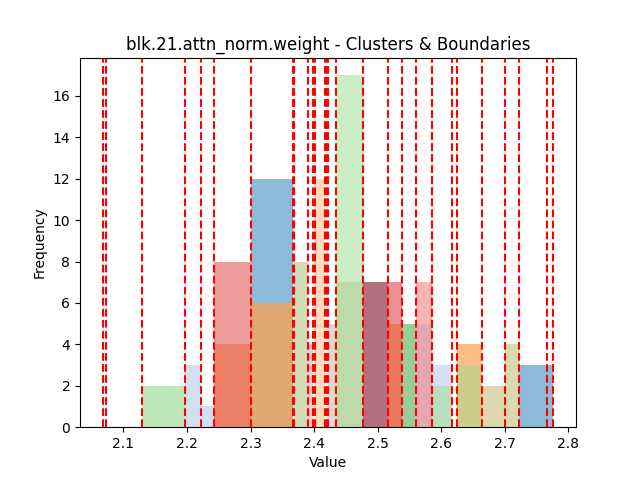 blk.21.attn_norm.weight - Clusters & Boundaries
16
14
12
10
8
6
4
2
0
Frequency
2.1 2.2 2.3 2.4 2.5 2.6 2.7 2.8
Value